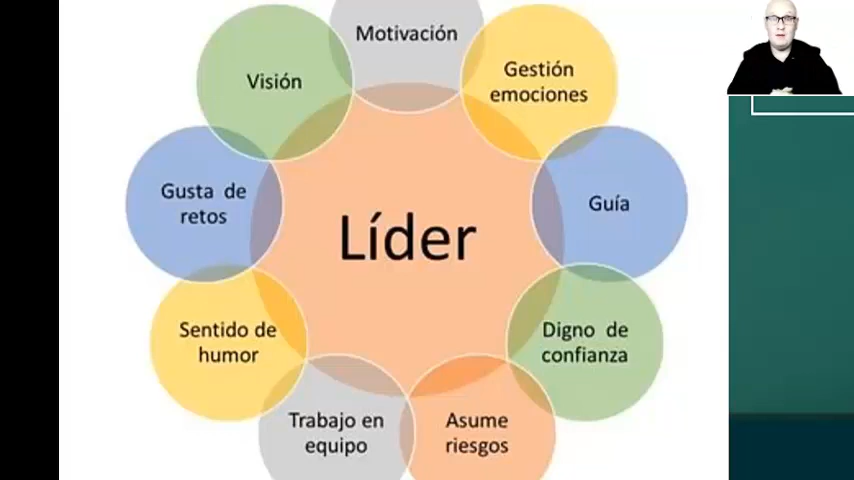 Motivación
Gestión
emociones
Visión
Guía
Gusta de
retos
Líder
Sentido de
humor
Digno de
confianza
Trabajo en
equipo
Asume
riesgos